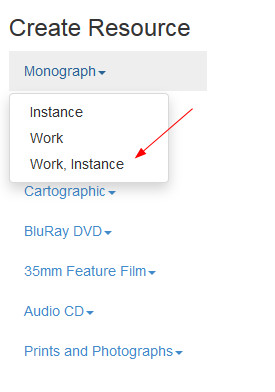 Create Resource
Monograph
Instance
Work
Work, Instance
Cartographic
BluRay DVD
35mm Feature Film
Audio CD
Prints and Photographs